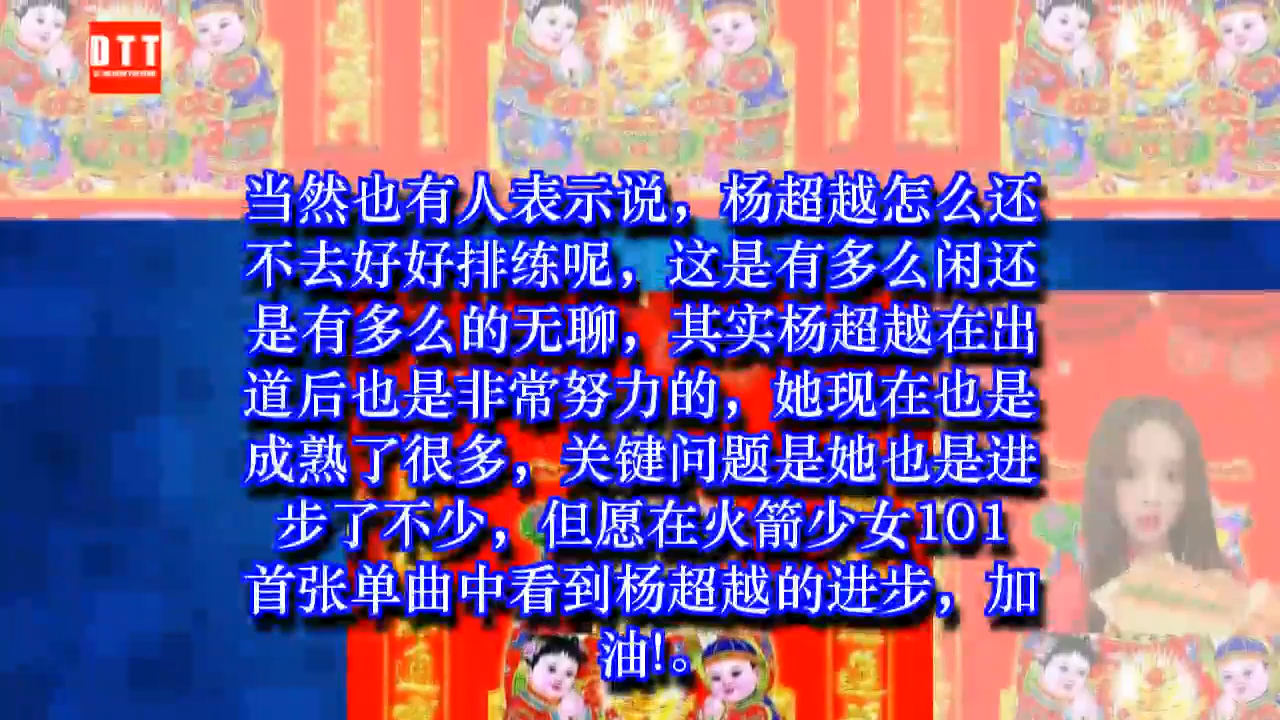 DTT
当然也有人表示说，杨超越怎么还
不去好好排练呢，这是有多么闲还
是有多么的无聊，其实杨超越在出
道后也是非常努力的，她现在也是
成熟了很多，关键问题是她也是进
步了不少，但愿在火箭少女101
首张单曲中看到杨超越的进步，加
油!。